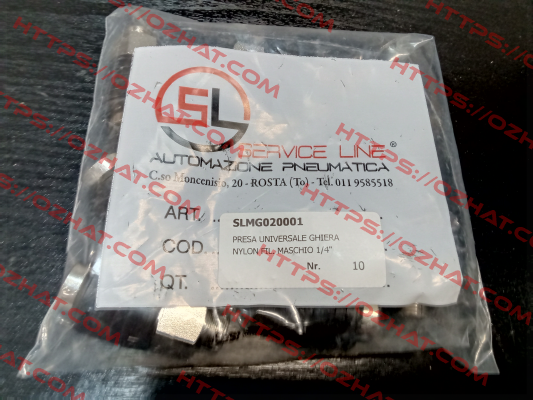 SL
SERVICE LINE®
AUTOMAZIONE PNEUMATICA
C.so Moncenisio, 20 - ROSTA (To) - Tel. 011 9585518
ART.
SLMG020001
COD.
PRESA UNIVERSALE GHIERA
NYLON FIL. MASCHIO 1/4"
QT.
Nr. 10
HTTPS://OZHAT.COM